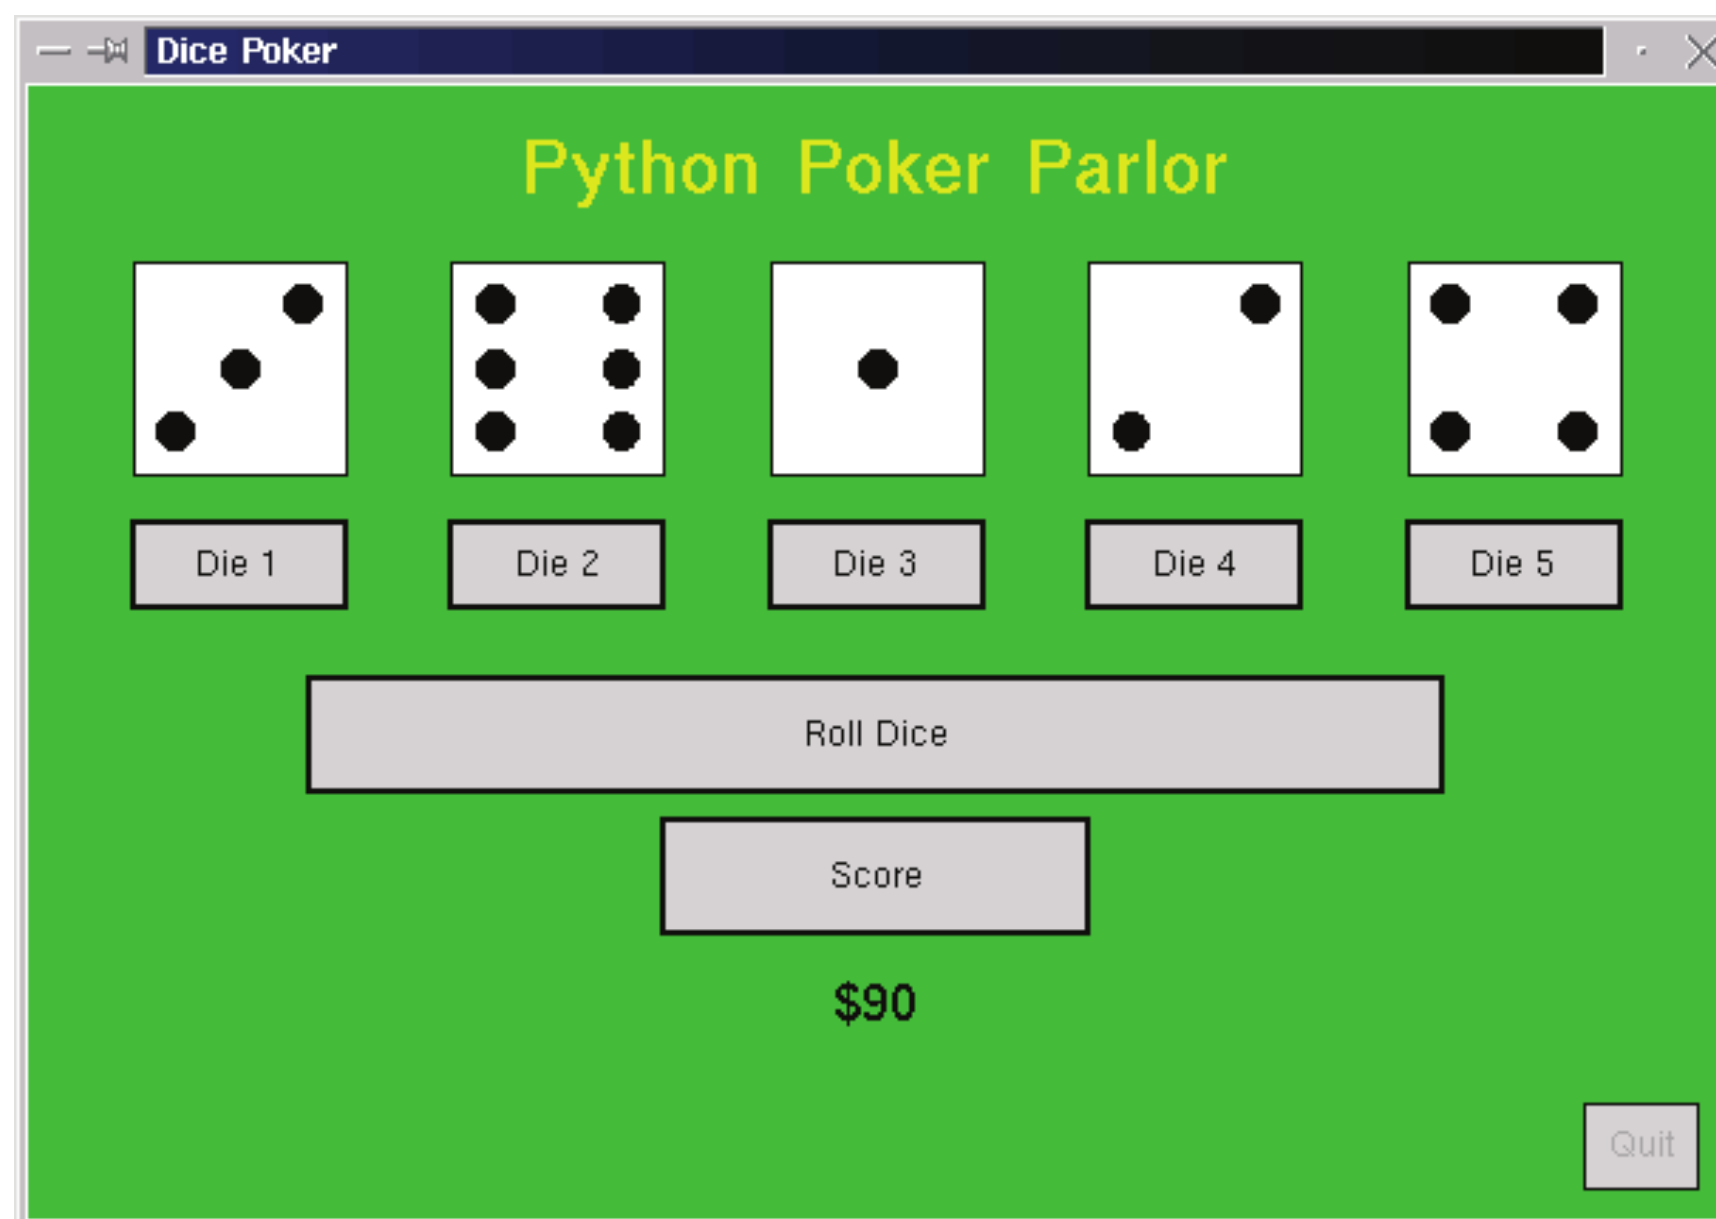 Dice Poker
Python Poker Parlor
Die 1
Die 2
Die 3
Die 4
Die 5
Roll Dice
Score
$90
Quit